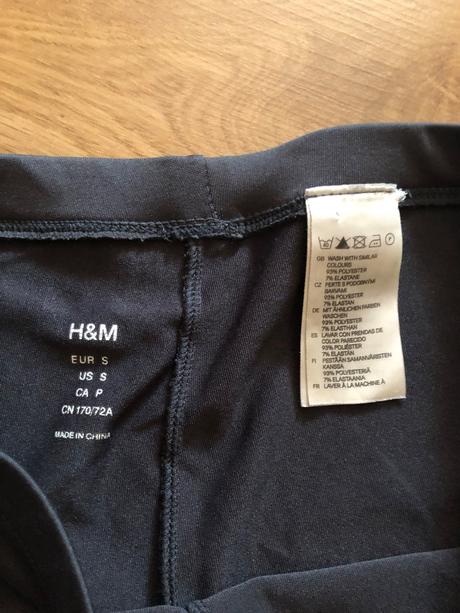 H&M
EUR S
US S
CA P
CN 170/72A
MADE IN CHINA
GB WASH WITH SIMILAR
COLOURS
93% POLYESTER
7% ELASTANE
CZ PERTE S PODOBNÝMI
BARVAMI
93% POLYESTER
7% ELASTAN
DE MIT ÄHNLICHEN FARBEN
WASCHEN
93% POLYESTER
7% ELASTHAN
ES LAVAR CON PRENDAS DE
COLOR PARECIDO
93% POLIÉSTER
7% ELASTÁN
FI PESTÄÄN SAMANVÄRISTEN
KANSSA
93% POLYESTERIÄ
7% ELASTAANIA
FR LAVER À LA MACHINE À